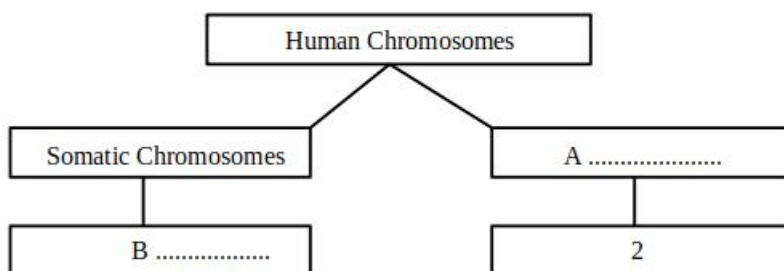 Human Chromosomes
Somatic Chromosomes
A .....................
B ..................
2